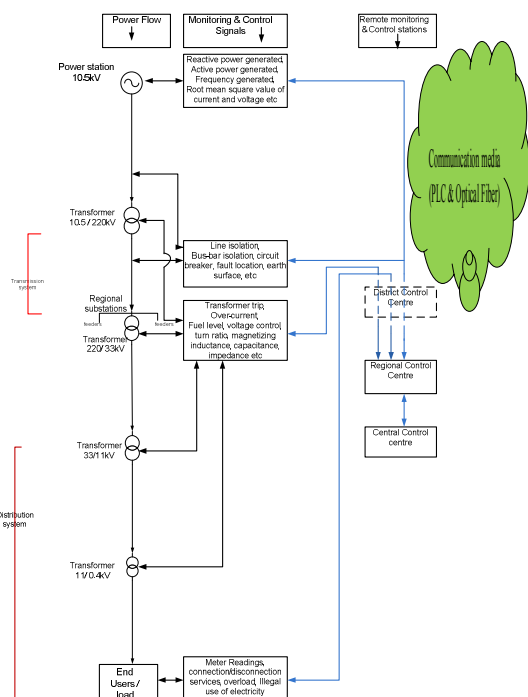 Power Flow
Monitoring & Control
Signals
Remote monitoring
& Control stations
Power station
10.5kV
Reactive power generated,
Active power generated,
Frequency generated,
Root mean square value of
current and voltage etc
Communication media
(PLC & Optical Fiber)
Transformer
10.5/220kV
Line isolation,
Bus-bar isolation, circuit
breaker, fault location, earth
surface, etc
Transmission
system
District Control
Centre
Regional
substations
feeders
feeders
Transformer
220/33kV
Transformer trip,
Over-current,
Fuel level, voltage control,
turn ratio, magnetizing
inductance, capacitance,
impedance etc
Regional Control
Centre
Central Control
centre
Transformer
33/11kV
Distribution
system
Transformer
11/0.4kV
End
Users/
load
Meter Readings,
connection/disconnection
services, overload, Illegal
use of electricity